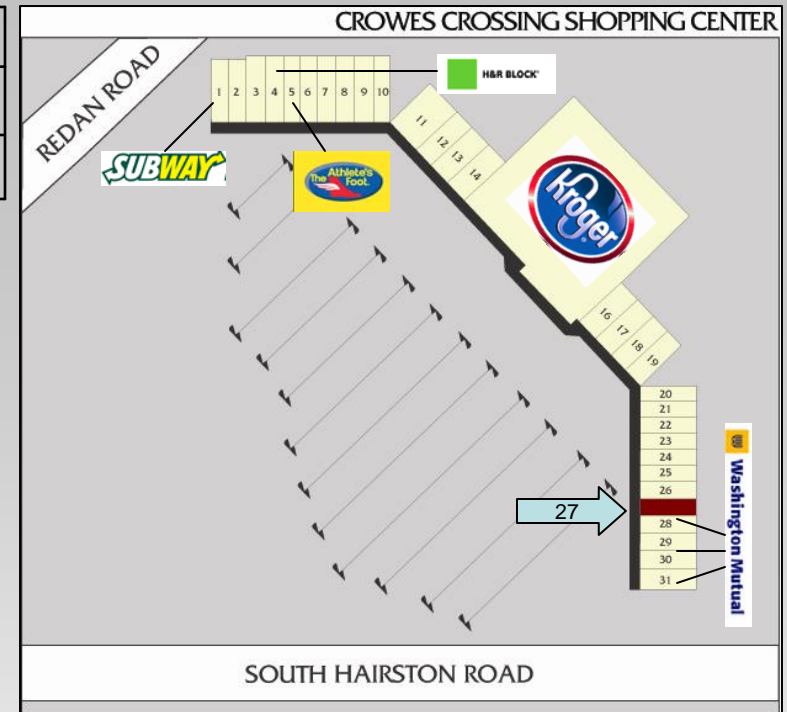 CROWES CROSSING SHOPPING CENTER
REDAN ROAD
H&R BLOCK
1 2 3 4 5 6 7 8 9 10
SUBWAY
The Athlete's
Foot.
11
12
13
14
Kroger
16
17
18
19
20
21
22
23
24
25
26
27
28
29
30
31
Washington Mutual
SOUTH HAIRSTON ROAD